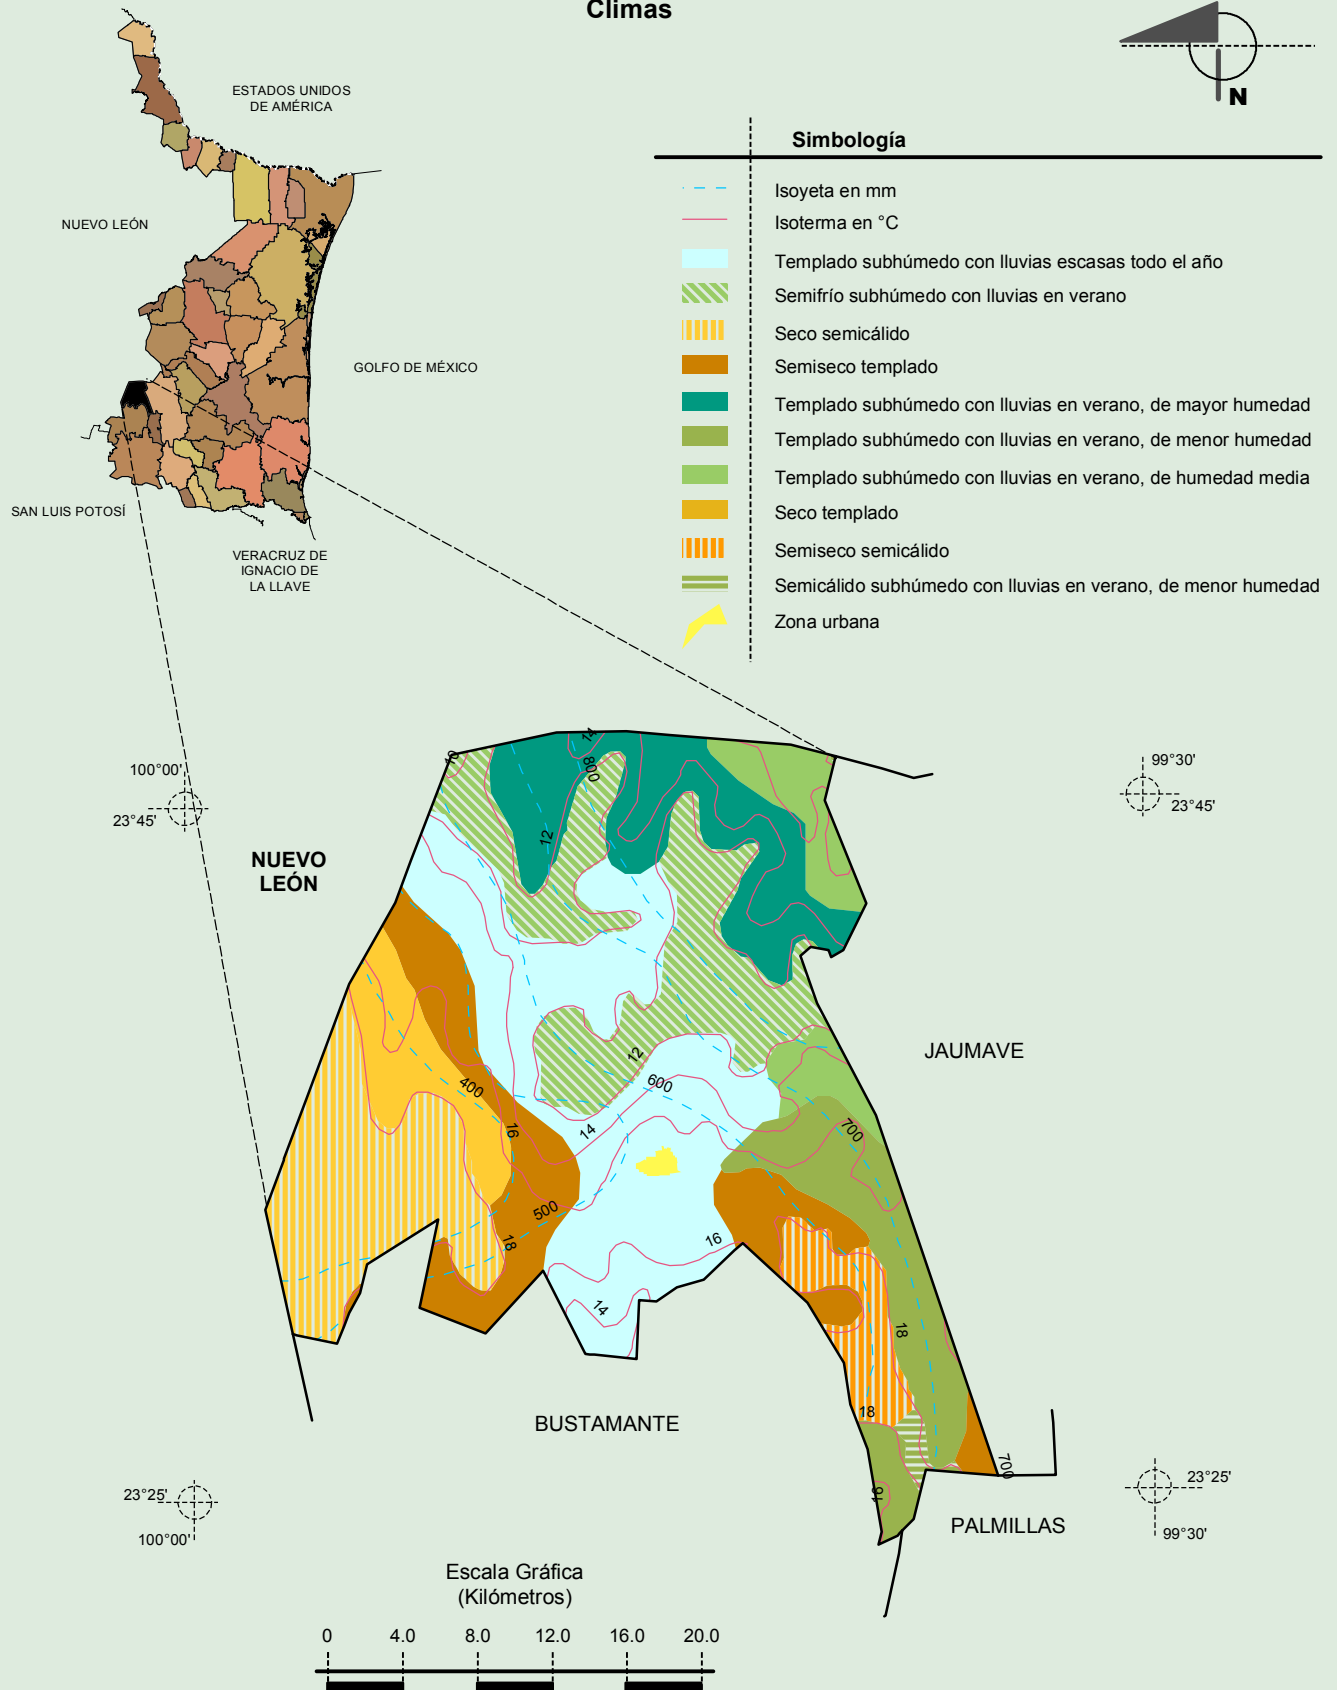 Climas
N
ESTADOS UNIDOS
DE AMÉRICA
NUEVO LEÓN
GOLFO DE MÉXICO
SAN LUIS POTOSÍ
VERACRUZ DE
IGNACIO DE
LA LLAVE
Simbología
Isoyeta en mm
Isoterma en °C
Templado subhúmedo con lluvias escasas todo el año
Semifrío subhúmedo con lluvias en verano
Seco semicálido
Semiseco templado
Templado subhúmedo con lluvias en verano, de mayor humedad
Templado subhúmedo con lluvias en verano, de menor humedad
Templado subhúmedo con lluvias en verano, de humedad media
Seco templado
Semiseco semicálido
Semicálido subhúmedo con lluvias en verano, de menor humedad
Zona urbana
100°00'
23°45'
99°30'
23°45'
10
14
800
12
NUEVO
LEÓN
JAUMAVE
12
600
400
16
14
700
500
18
16
14
18
18
16
700
BUSTAMANTE
PALMILLAS
23°25'
100°00'
23°25'
99°30'
Escala Gráfica
(Kilómetros)
0 4.0 8.0 12.0 16.0 20.0